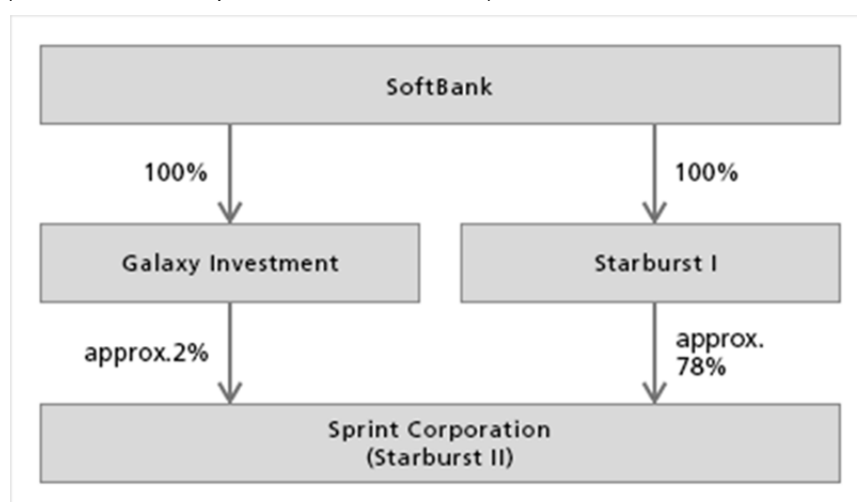 SoftBank
100%
100%
Galaxy Investment
Starburst I
approx.2%
approx.
78%
Sprint Corporation
(Starburst II)